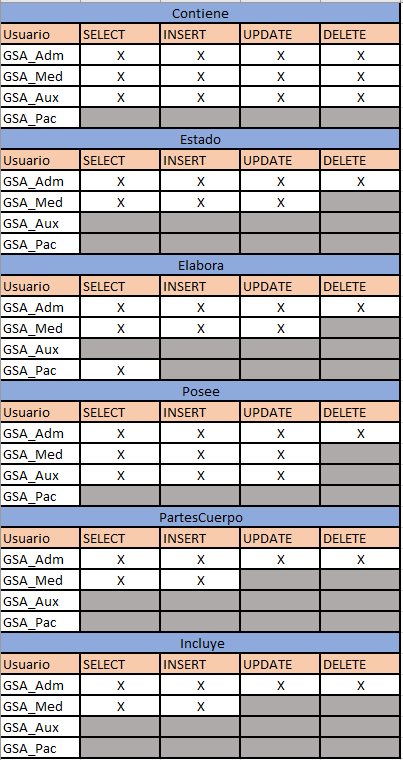 Contiene
Usuario SELECT INSERT UPDATE DELETE
GSA_Adm X X X X
GSA_Med X X X X
GSA_Aux X X X X
GSA_Pac
Estado
Usuario SELECT INSERT UPDATE DELETE
GSA_Adm X X X X
GSA_Med X X X
GSA_Aux
GSA_Pac
Elabora
Usuario SELECT INSERT UPDATE DELETE
GSA_Adm X X X X
GSA_Med X X X
GSA_Aux
GSA_Pac X
Posee
Usuario SELECT INSERT UPDATE DELETE
GSA_Adm X X X X
GSA_Med X X X
GSA_Aux X X X
GSA_Pac
PartesCuerpo
Usuario SELECT INSERT UPDATE DELETE
GSA_Adm X X X X
GSA_Med X X
GSA_Aux
GSA_Pac
Incluye
Usuario SELECT INSERT UPDATE DELETE
GSA_Adm X X X X
GSA_Med X X
GSA_Aux
GSA_Pac